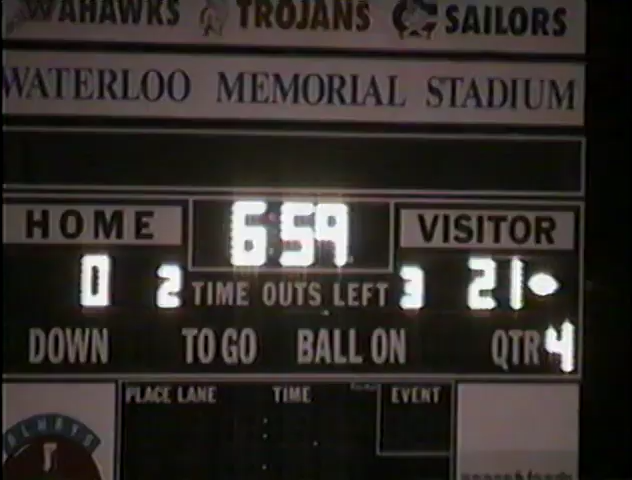 WAHAWKS TROJANS SAILORS
WATERLOO MEMORIAL STADIUM
HOME 6:59 VISITOR
0 2 TIME OUTS LEFT 3 21
DOWN TO GO BALL ON QTR 4
PLACE LANE TIME EVENT
ALWAYS